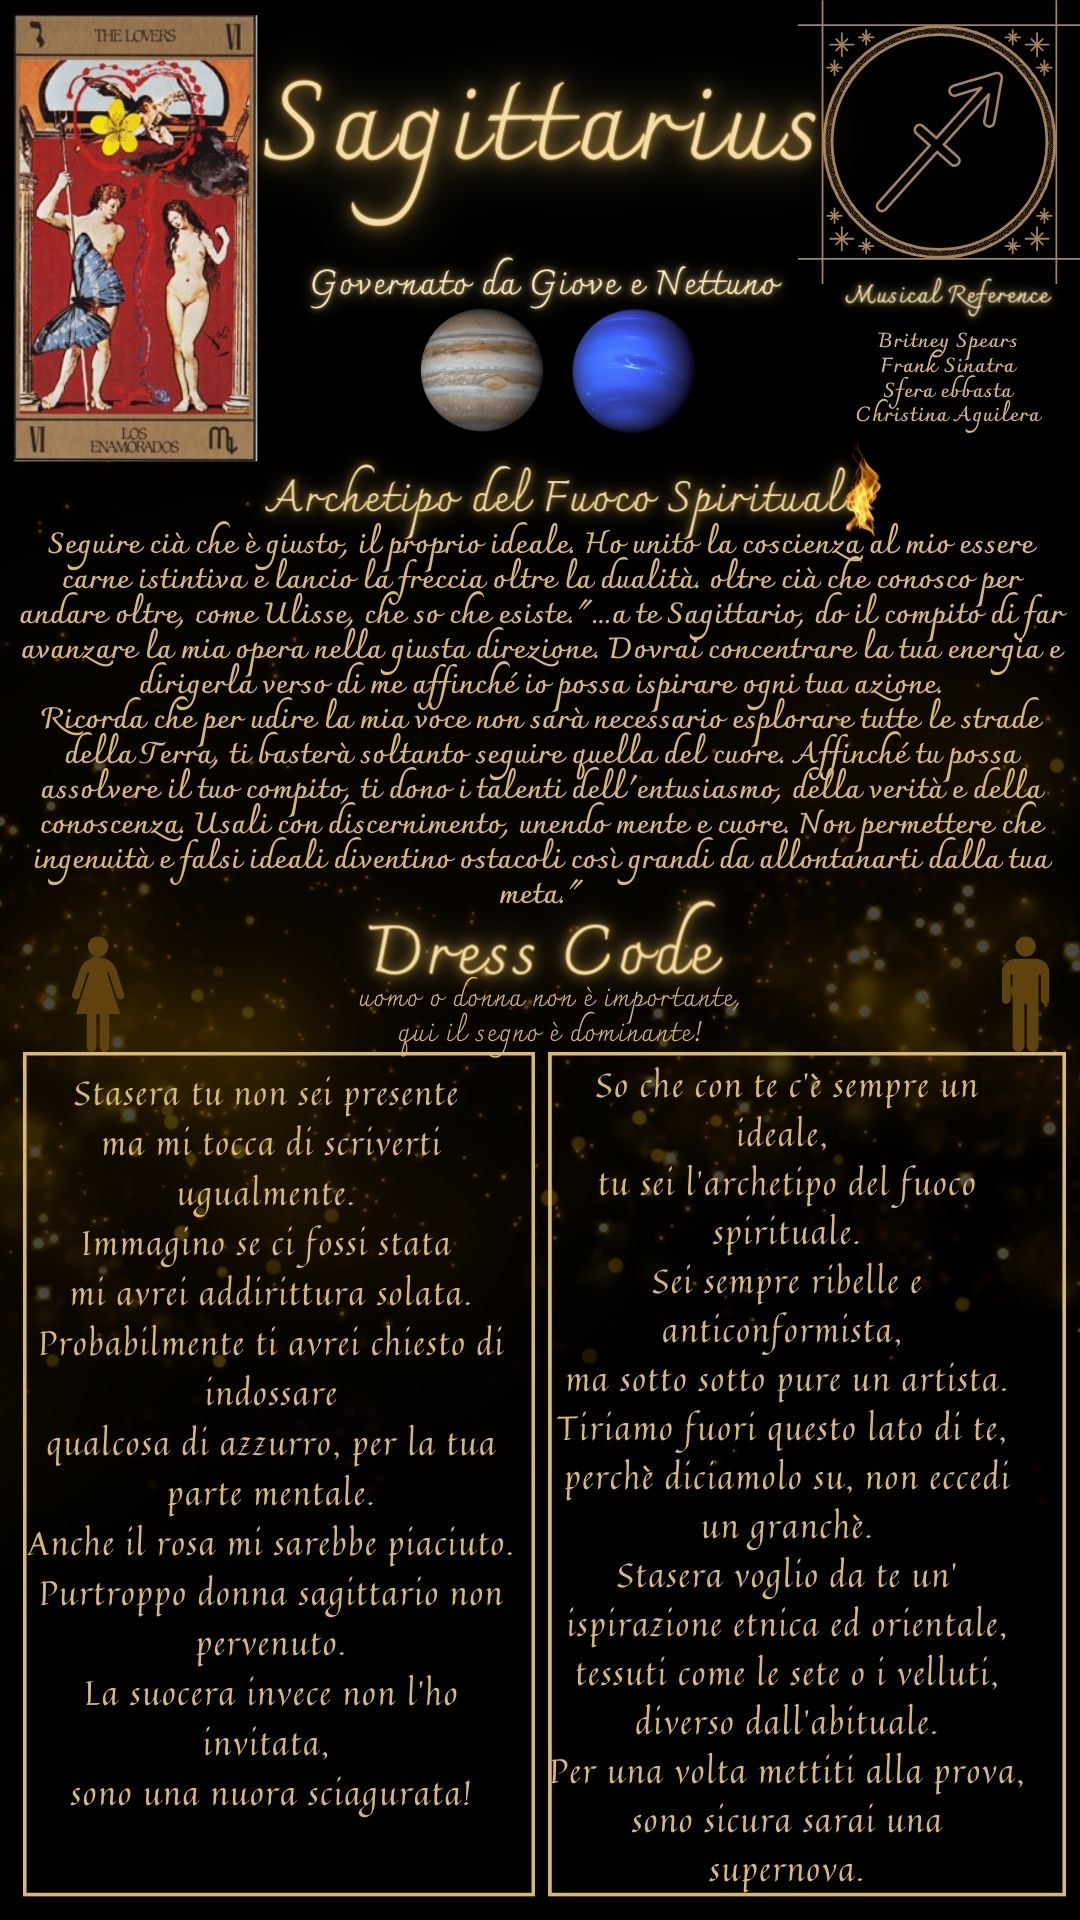 THE LOVERS
VI
VI
LOS
ENAMORADOS
Sagittarius
Governato da Giove e Nettuno
Musical Reference
Britney Spears
Frank Sinatra
Sfera ebbasta
Christina Aguilera
Archetipo del Fuoco Spiritual
Seguire ciò che è giusto, il proprio ideale. Ho unito la coscienza al mio essere
carne istintiva e lancio la freccia oltre la dualità. oltre ciò che conosco per
andare oltre, come Ulisse, che so che esiste."...a te Sagittario, do il compito di far
avanzare la mia opera nella giusta direzione. Dovrai concentrare la tua energia e
dirigerla verso di me affinché io possa ispirare ogni tua azione.
Ricorda che per udire la mia voce non sarà necessario esplorare tutte le strade
della Terra, ti basterà soltanto seguire quella del cuore. Affinché tu possa
assolvere il tuo compito, ti dono i talenti dell'entusiasmo, della verità e della
conoscenza. Usali con discernimento, unendo mente e cuore. Non permettere che
ingenuità e falsi ideali diventino ostacoli così grandi da allontanarti dalla tua
meta."
Dress Code
uomo o donna non è importante,
qui il segno è dominante!
Stasera tu non sei presente
ma mi tocca di scriverti
ugualmente.
Immagino se ci fossi stata
mi avrei addirittura solata.
Probabilmente ti avrei chiesto di
indossare
qualcosa di azzurro, per la tua
parte mentale.
Anche il rosa mi sarebbe piaciuto.
Purtroppo donna sagittario non
pervenuto.
La suocera invece non l'ho
invitata,
sono una nuora sciagurata!
So che con te c'è sempre un
ideale,
tu sei l'archetipo del fuoco
spirituale.
Sei sempre ribelle e
anticonformista,
ma sotto sotto pure un artista.
Tiriamo fuori questo lato di te,
perchè diciamolo su, non eccedi
un granchè.
Stasera voglio da te un'
ispirazione etnica ed orientale,
tessuti come le sete o i velluti,
diverso dall'abituale.
Per una volta mettiti alla prova,
sono sicura sarai una
supernova.